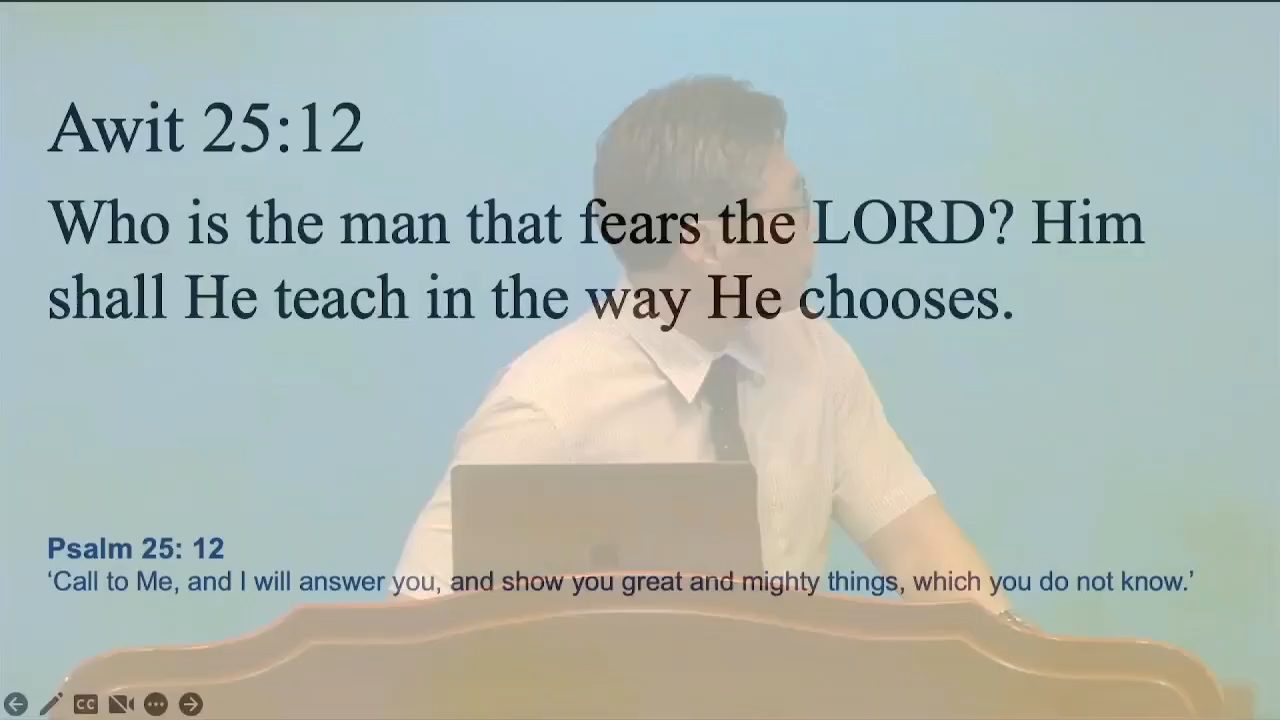 Awit 25:12
Who is the man that fears the LORD? Him
shall He teach in the way He chooses.
Psalm 25: 12
‘Call to Me, and I will answer you, and show you great and mighty things, which you do not know.’
CC